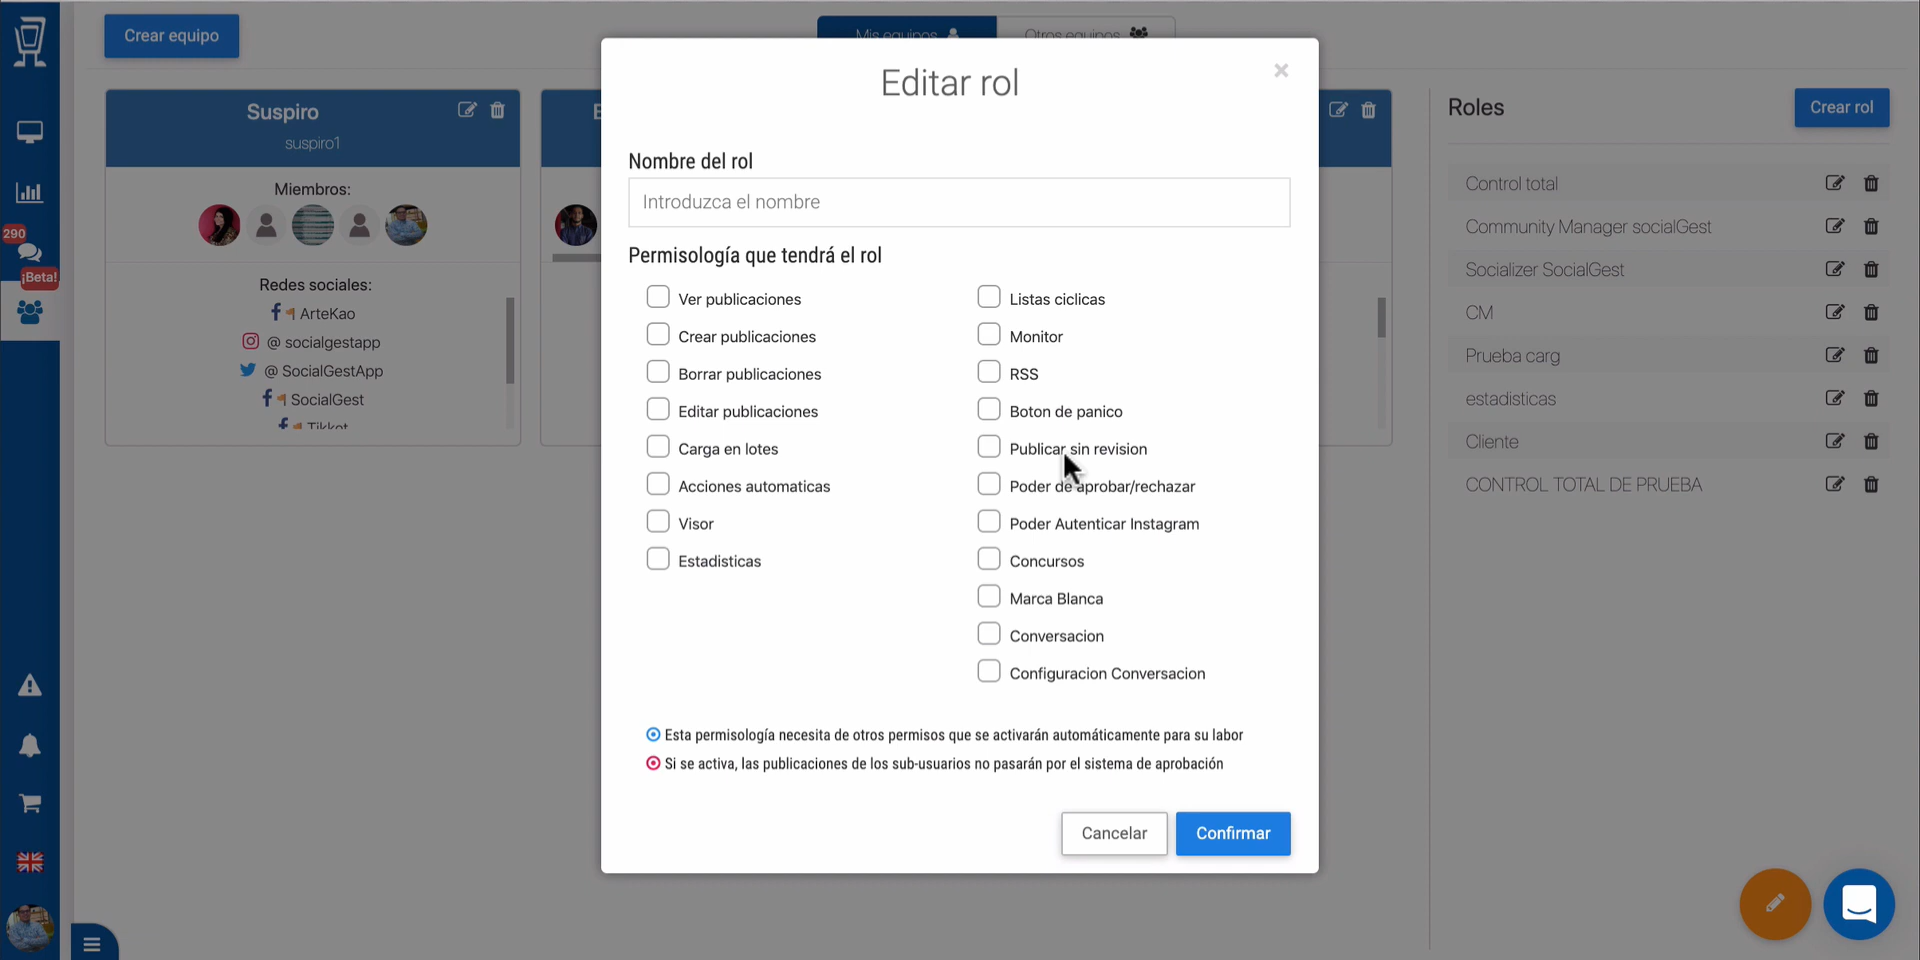 Crear equipo
Mis equipos
Otros equipos
Editar rol
×
Suspiro
suspiro1
Miembros:
Redes sociales:
ArteKao
@ socialgestapp
@ SocialGestApp
SocialGest
Tikket
290
¡Beta!
Nombre del rol
Introduzca el nombre
Permisología que tendrá el rol
Ver publicaciones
Crear publicaciones
Borrar publicaciones
Editar publicaciones
Carga en lotes
Acciones automaticas
Visor
Estadisticas
Listas ciclicas
Monitor
RSS
Boton de panico
Publicar sin revision
Poder de aprobar/rechazar
Poder Autenticar Instagram
Concursos
Marca Blanca
Conversacion
Configuracion Conversacion
Esta permisología necesita de otros permisos que se activarán automáticamente para su labor
Si se activa, las publicaciones de los sub-usuarios no pasarán por el sistema de aprobación
Cancelar
Confirmar
Roles
Crear rol
Control total
Community Manager socialGest
Socializer SocialGest
CM
Prueba carg
estadisticas
Cliente
CONTROL TOTAL DE PRUEBA